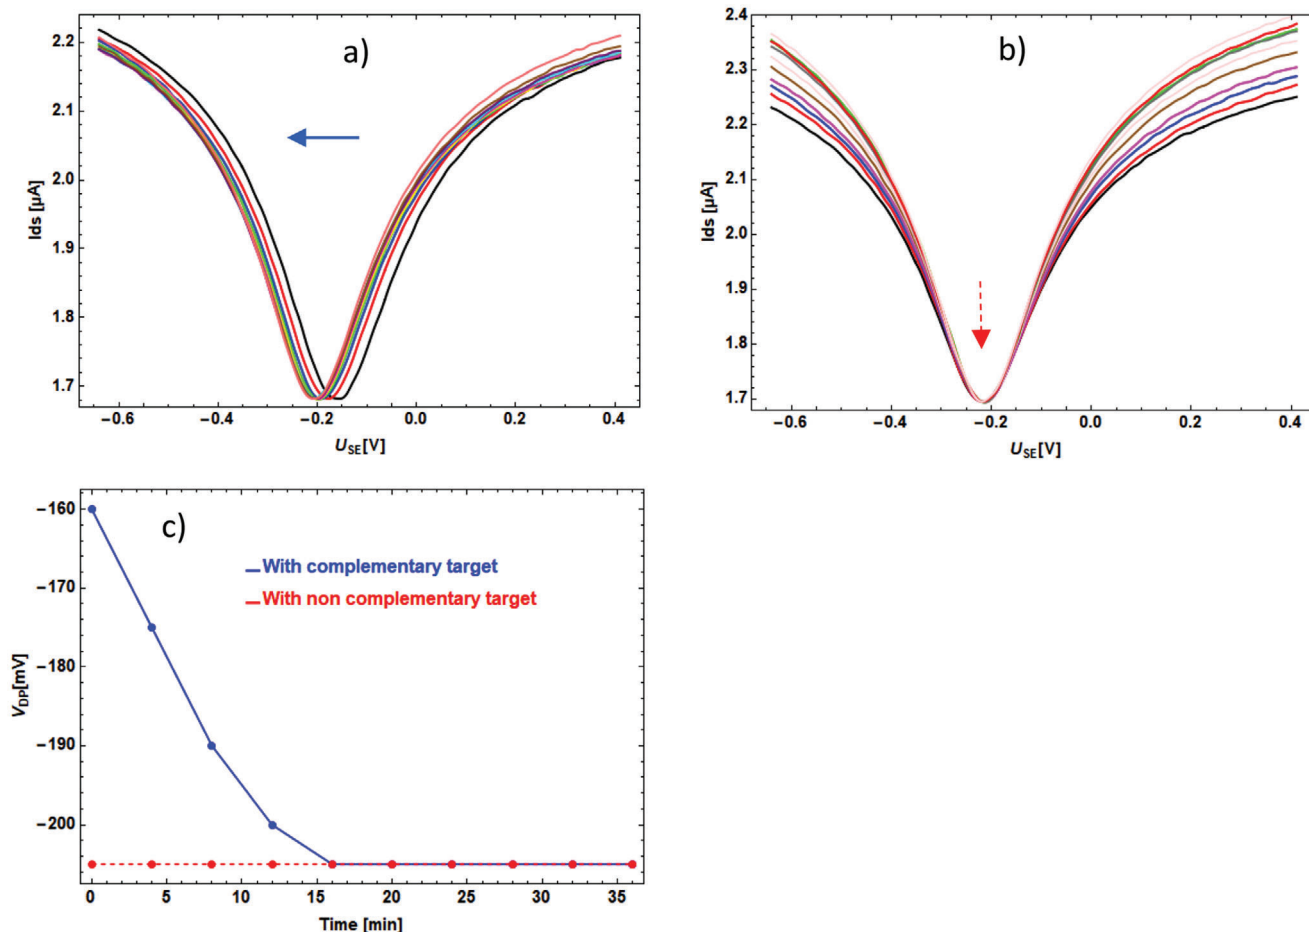 a)
2.2
2.1
2.0
1.9
1.8
1.7
Ids [µA]
−0.6 −0.4 −0.2 0.0 0.2 0.4
USE[V]
b)
2.4
2.3
2.2
2.1
2.0
1.9
1.8
1.7
Ids [µA]
−0.6 −0.4 −0.2 0.0 0.2 0.4
USE[V]
c)
−160
−170
−180
−190
−200
VDP[mV]
With complementary target
With non complementary target
0 5 10 15 20 25 30 35
Time [min]